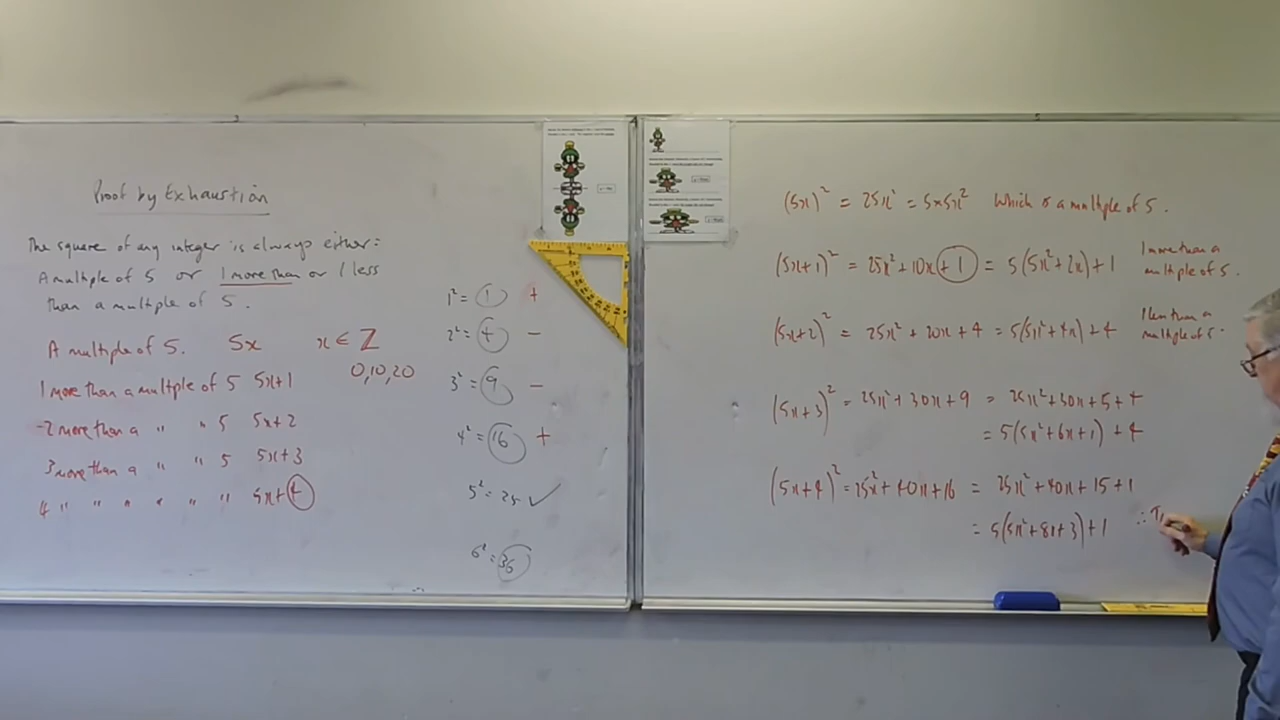 Proof by Exhaustion
The square of any integer is always either:
A multiple of 5 or 1 more than or 1 less
than a multiple of 5.
A multiple of 5. 5x x ∈ ℤ
0,10,20
1 more than a multiple of 5 5x+1
2 more than a " " 5 5x+2
3 more than a " " 5 5x+3
4 " " " " " " 5x+4
1² = 1 +
2² = 4 −
3² = 9 −
4² = 16 +
5² = 25 ✓
6² = 36
(5x)² = 25x² = 5x5x² Which is a multiple of 5.
(5x+1)² = 25x² + 10x + 1 = 5(5x²+2x)+1 1 more than a
multiple of 5.
(5x+2)² = 25x² + 20x + 4 = 5(5x²+4x)+4 1 less than a
multiple of 5.
(5x+3)² = 25x² + 30x + 9 = 25x²+30x+5+4
= 5(5x²+6x+1)+4
(5x+4)² = 25x² + 40x + 16 = 25x²+40x+15+1
= 5(5x²+8x+3)+1 ∴